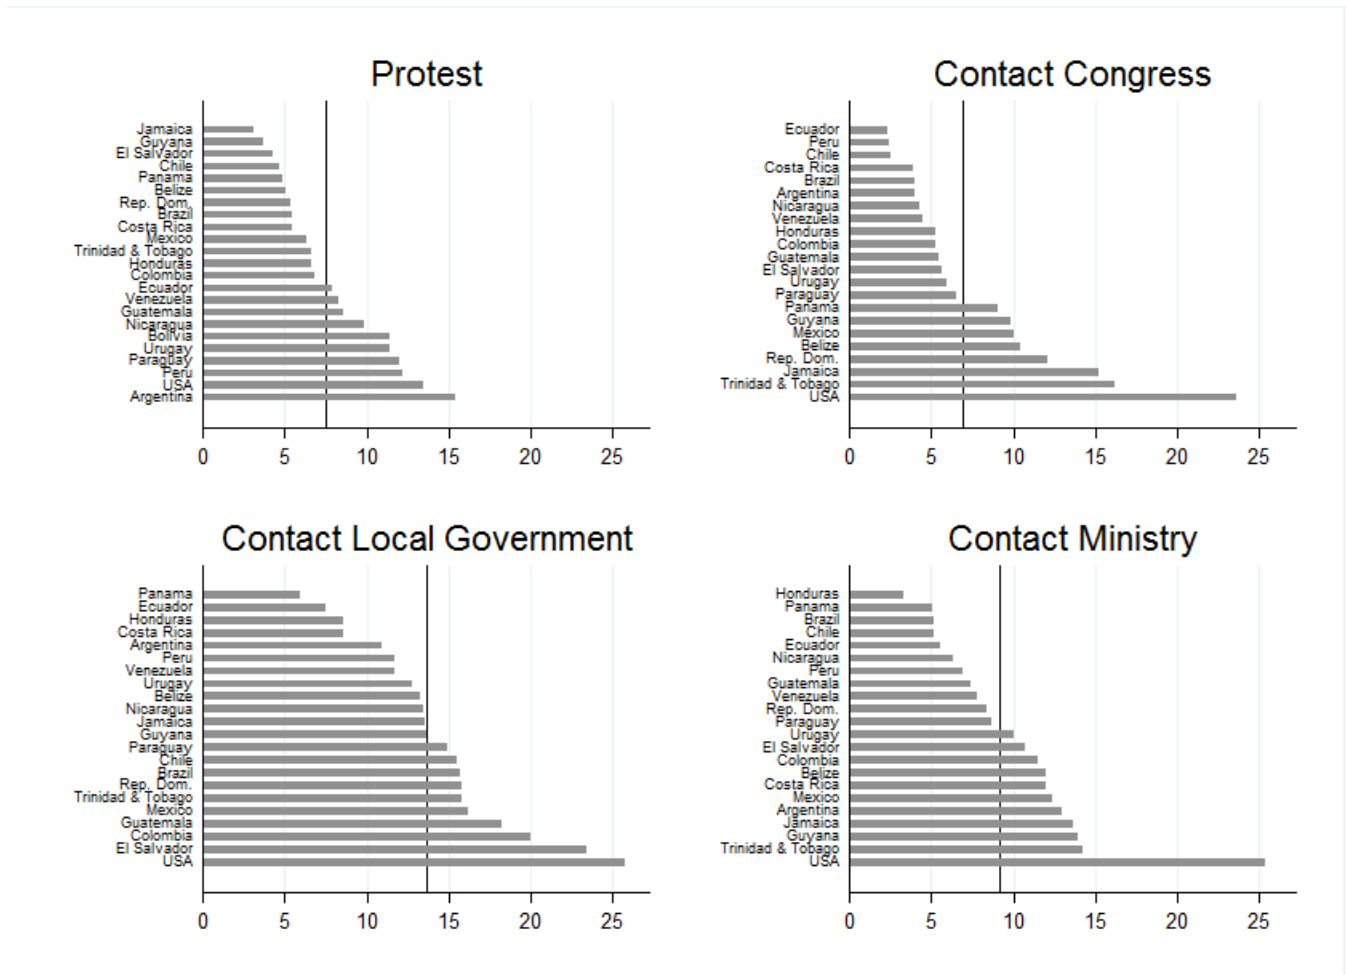 Protest
Jamaica
Guyana
El Salvador
Chile
Panama
Belize
Rep. Dom.
Brazil
Costa Rica
Mexico
Trinidad & Tobago
Honduras
Colombia
Ecuador
Venezuela
Guatemala
Nicaragua
Bolivia
Urugay
Paraguay
Peru
USA
Argentina
0 5 10 15 20 25
Contact Congress
Ecuador
Peru
Chile
Costa Rica
Brazil
Argentina
Nicaragua
Venezuela
Honduras
Colombia
Guatemala
El Salvador
Urugay
Paraguay
Panama
Guyana
Mexico
Belize
Rep. Dom.
Jamaica
Trinidad & Tobago
USA
0 5 10 15 20 25
Contact Local Government
Panama
Ecuador
Honduras
Costa Rica
Argentina
Peru
Venezuela
Urugay
Belize
Nicaragua
Jamaica
Guyana
Paraguay
Chile
Brazil
Rep. Dom.
Trinidad & Tobago
Mexico
Guatemala
Colombia
El Salvador
USA
0 5 10 15 20 25
Contact Ministry
Honduras
Panama
Brazil
Chile
Ecuador
Nicaragua
Peru
Guatemala
Venezuela
Rep. Dom.
Paraguay
Urugay
El Salvador
Colombia
Belize
Costa Rica
Mexico
Argentina
Jamaica
Guyana
Trinidad & Tobago
USA
0 5 10 15 20 25